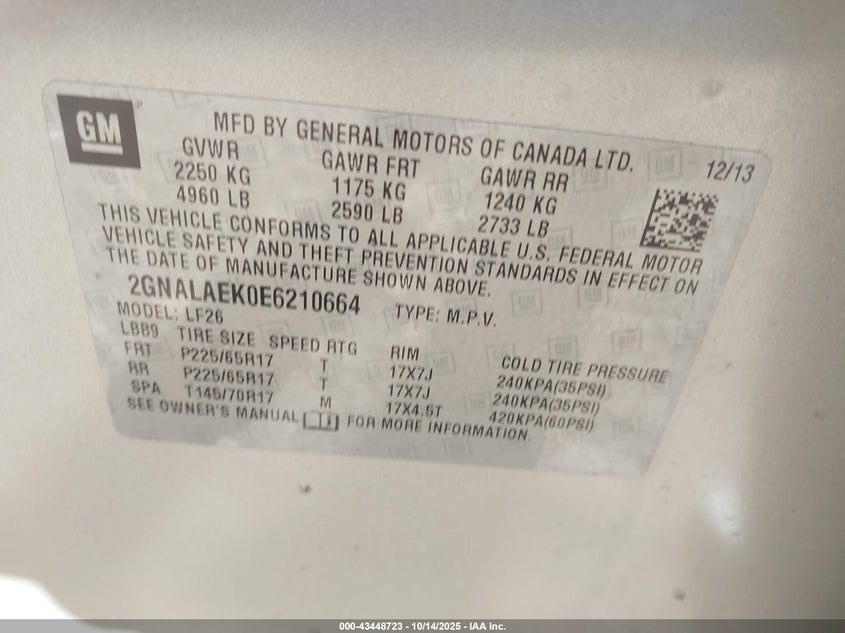 GM
MFD BY GENERAL MOTORS OF CANADA LTD.
12/13
GVWR GAWR FRT GAWR RR
2250 KG 1175 KG 1240 KG
4960 LB 2590 LB 2733 LB
THIS VEHICLE CONFORMS TO ALL APPLICABLE U.S. FEDERAL MOTOR
VEHICLE SAFETY AND THEFT PREVENTION STANDARDS IN EFFECT ON
THE DATE OF MANUFACTURE SHOWN ABOVE.
2GNALAEK0E6210664 TYPE: M.P.V.
MODEL: LF26
LBB9 TIRE SIZE SPEED RTG RIM COLD TIRE PRESSURE
FRT P225/65R17 T 17X7J 240KPA(35PSI)
RR P225/65R17 T 17X7J 240KPA(35PSI)
SPA T145/70R17 M 17X4.5T 420KPA(60PSI)
SEE OWNER'S MANUAL FOR MORE INFORMATION.
000-43448723 - 10/14/2025 - IAA Inc.